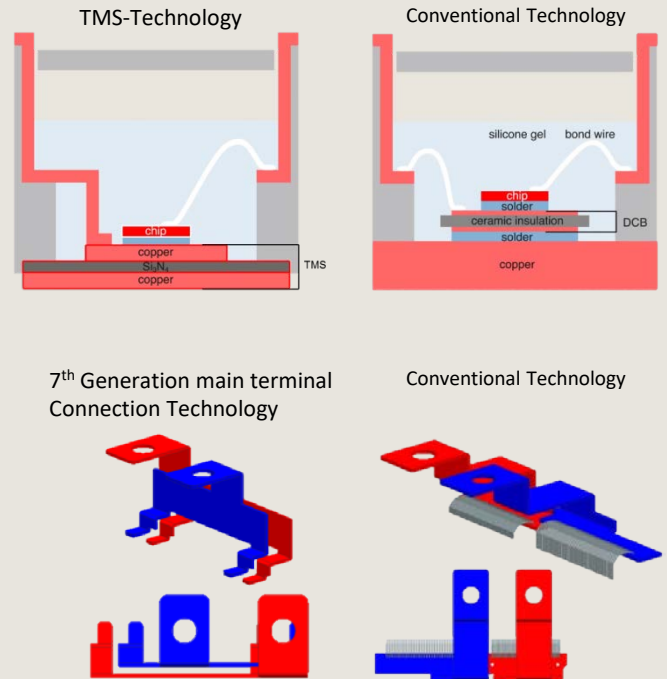 TMS-Technology
Conventional Technology
silicone gel
bond wire
chip
copper
Si₃N₄
copper
TMS
chip
solder
ceramic insulation
DCB
solder
copper
7th Generation main terminal
Connection Technology
Conventional Technology